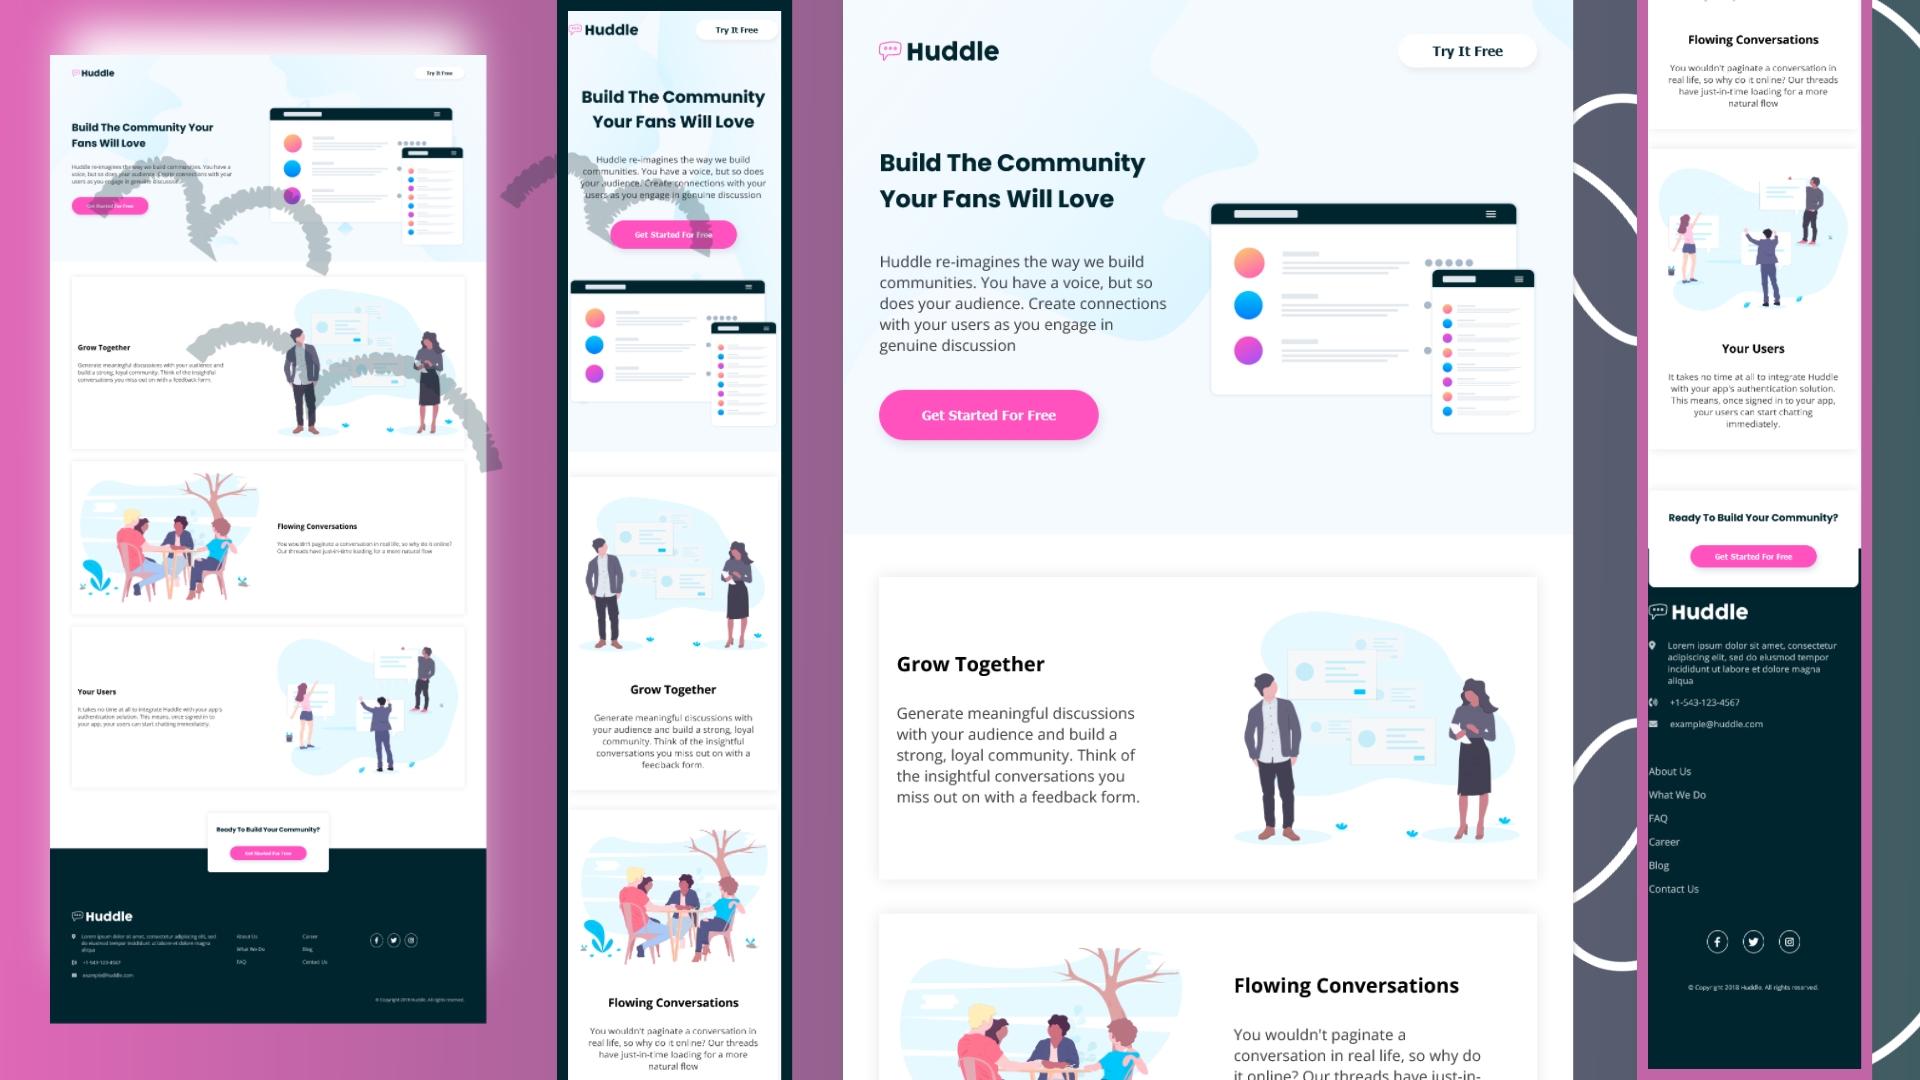 Huddle
Try It Free
Build The Community Your
Fans Will Love
Huddle re-imagines the way we build communities. You have a
voice, but so does your audience. Create connections with your
users as you engage in genuine discussion
Get Started For Free
Grow Together
Generate meaningful discussions with your audience and
build a strong, loyal community. Think of the insightful
conversations you miss out on with a feedback form.
Flowing Conversations
You wouldn't paginate a conversation in real life, so why do it online?
Our threads have just-in-time loading for a more natural flow
Your Users
It takes no time at all to integrate Huddle with your app's
authentication solution. This means, once signed in to
your app, your users can start chatting immediately.
Ready To Build Your Community?
Get Started For Free
Huddle
Lorem ipsum dolor sit amet, consectetur adipiscing elit, sed
do eiusmod tempor incididunt ut labore et dolore magna
aliqua
+1-543-123-4567
example@huddle.com
About Us
What We Do
FAQ
Career
Blog
Contact Us
© Copyright 2018 Huddle. All rights reserved.
Huddle
Try It Free
Build The Community
Your Fans Will Love
Huddle re-imagines the way we build
communities. You have a voice, but so does
your audience. Create connections with your
users as you engage in genuine discussion
Get Started For Free
Grow Together
Generate meaningful discussions with
your audience and build a strong, loyal
community. Think of the insightful
conversations you miss out on with a
feedback form.
Flowing Conversations
You wouldn't paginate a conversation in
real life, so why do it online? Our threads
have just-in-time loading for a more
natural flow
Huddle
Try It Free
Build The Community
Your Fans Will Love
Huddle re-imagines the way we build
communities. You have a voice, but so
does your audience. Create connections
with your users as you engage in
genuine discussion
Get Started For Free
Grow Together
Generate meaningful discussions
with your audience and build a
strong, loyal community. Think of
the insightful conversations you
miss out on with a feedback form.
Flowing Conversations
You wouldn't paginate a
conversation in real life, so why do
it online? Our threads have just-in-
Flowing Conversations
You wouldn't paginate a conversation in
real life, so why do it online? Our threads
have just-in-time loading for a more
natural flow
Your Users
It takes no time at all to integrate Huddle
with your app's authentication solution.
This means, once signed in to your app,
your users can start chatting
immediately.
Ready To Build Your Community?
Get Started For Free
Huddle
Lorem ipsum dolor sit amet, consectetur
adipiscing elit, sed do eiusmod tempor
incididunt ut labore et dolore magna
aliqua
+1-543-123-4567
example@huddle.com
About Us
What We Do
FAQ
Career
Blog
Contact Us
© Copyright 2018 Huddle. All rights reserved.